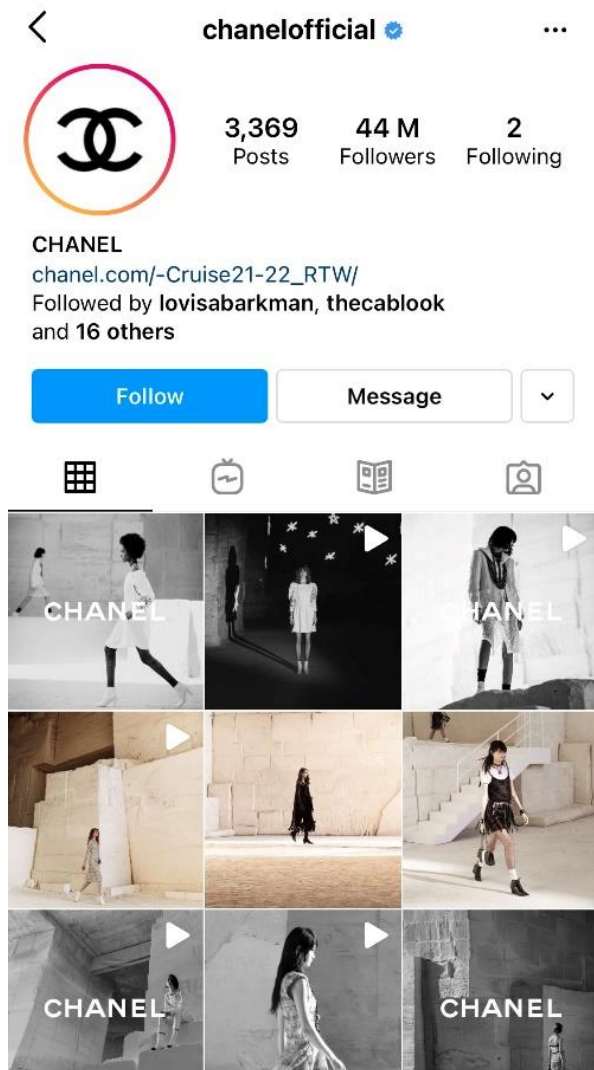 chanelofficial
3,369 44 M 2
Posts Followers Following
CHANEL
chanel.com/-Cruise21-22_RTW/
Followed by lovisabarkman, thecablook
and 16 others
Follow Message
CHANEL CHANEL
CHANEL CHANEL